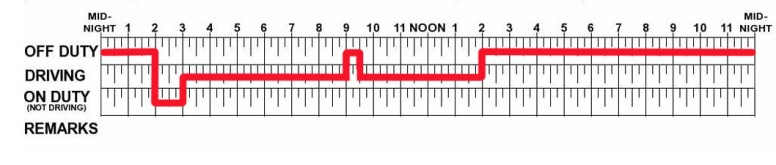 MID-
NIGHT 1 2 3 4 5 6 7 8 9 10 11 NOON 1 2 3 4 5 6 7 8 9 10 11 MID-
NIGHT
OFF DUTY
DRIVING
ON DUTY
(NOT DRIVING)
REMARKS